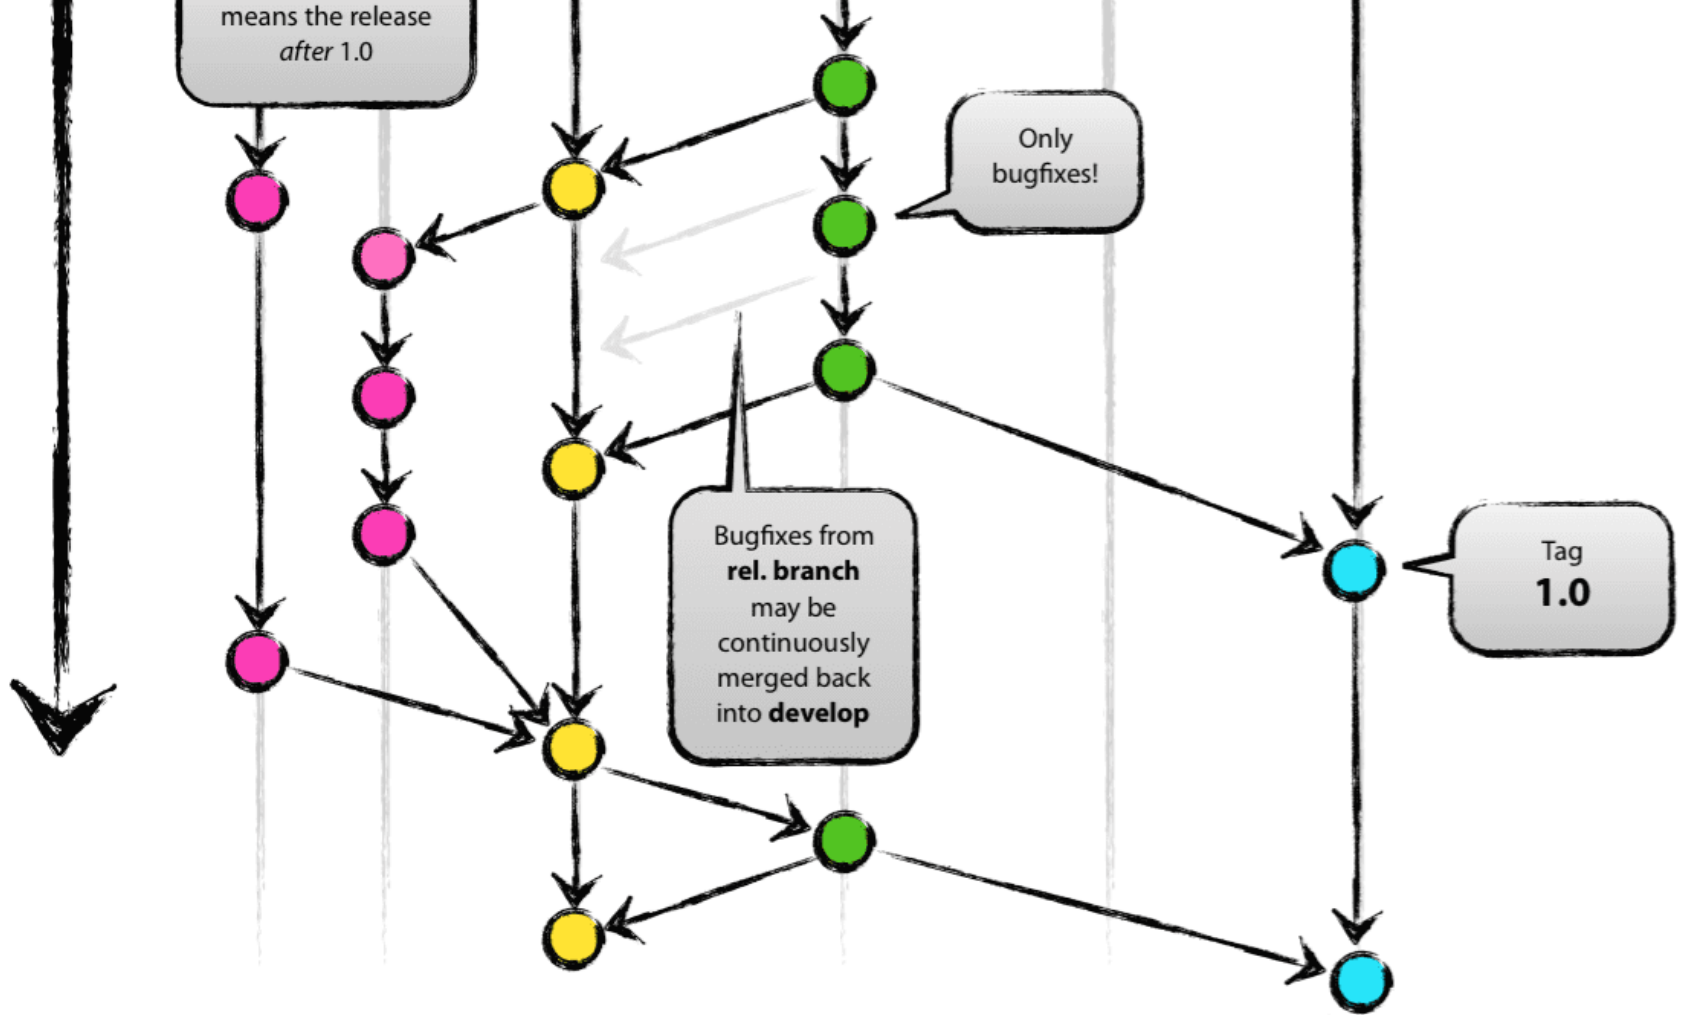 means the release
after 1.0
Only
bugfixes!
Bugfixes from
rel. branch
may be
continuously
merged back
into develop
Tag
1.0